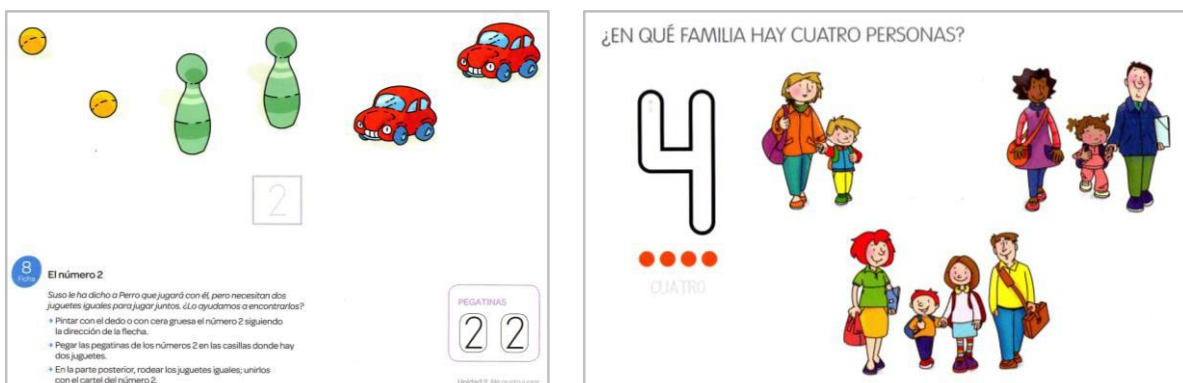 2
8
Ficha
El número 2
Suso le ha dicho a Perro que jugará con él, pero necesitan dos
juguetes iguales para jugar juntos. ¿Lo ayudamos a encontrarlos?
→ Pintar con el dedo o con cera gruesa el número 2 siguiendo
la dirección de la flecha.
→ Pegar las pegatinas de los números 2 en las casillas donde hay
dos juguetes.
→ En la parte posterior, rodear los juguetes iguales; unirlos
con el cartel del número 2.
PEGATINAS
2 2
¿EN QUÉ FAMILIA HAY CUATRO PERSONAS?
4
CUATRO